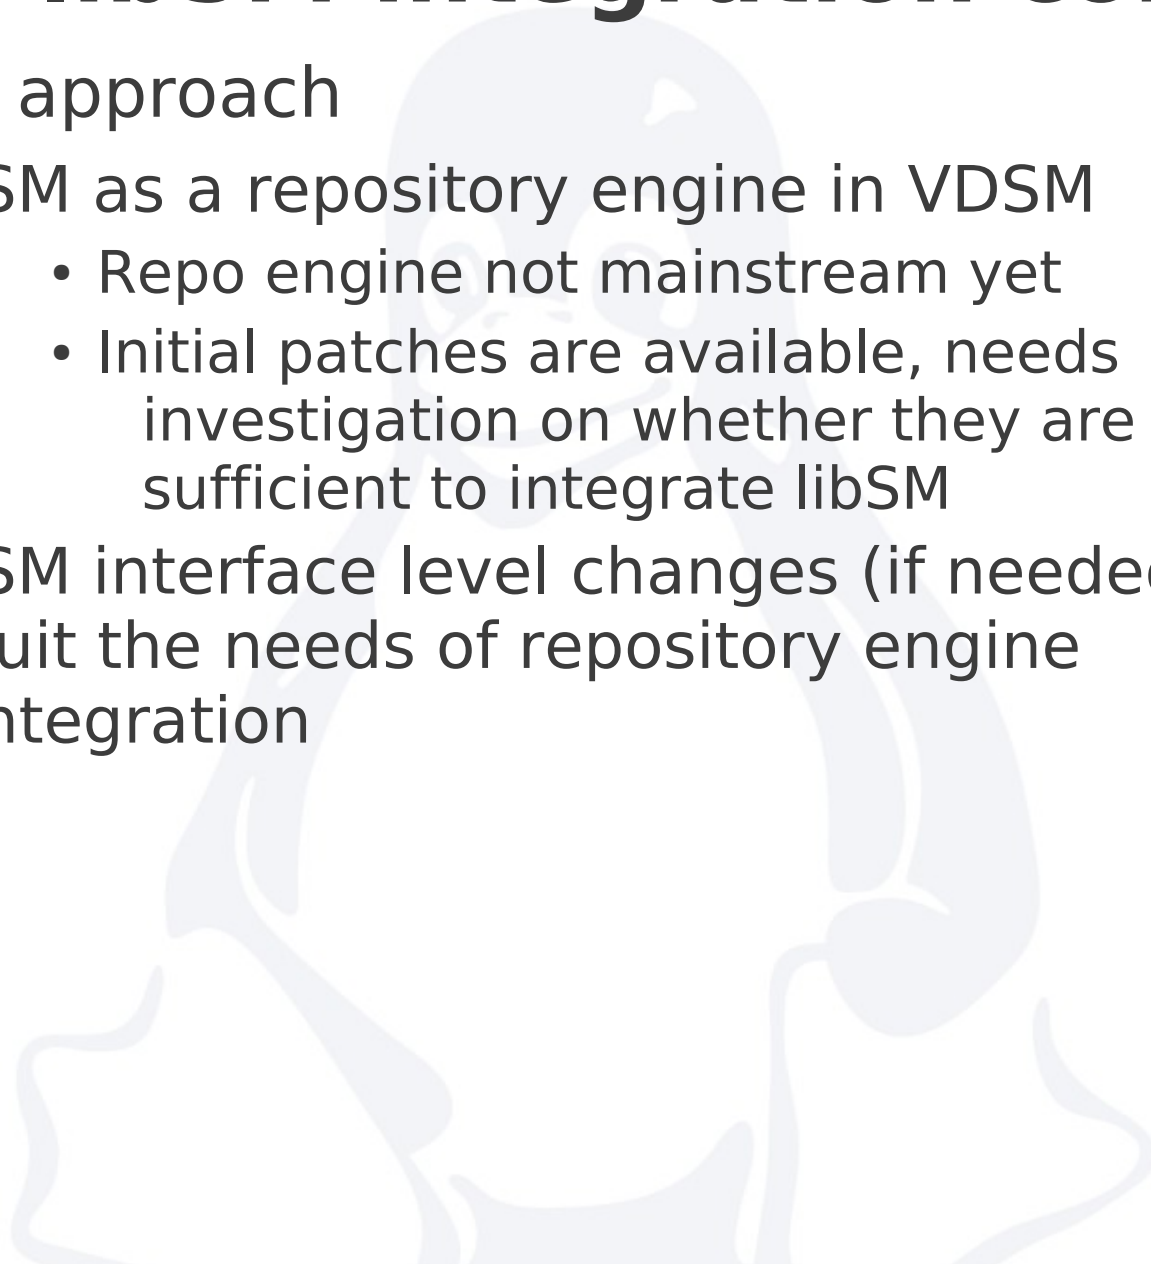 integration
approach
SM as a repository engine in VDSM
• Repo engine not mainstream yet
• Initial patches are available, needs
investigation on whether they are
sufficient to integrate libSM
SM interface level changes (if neede
uit the needs of repository engine
ntegration